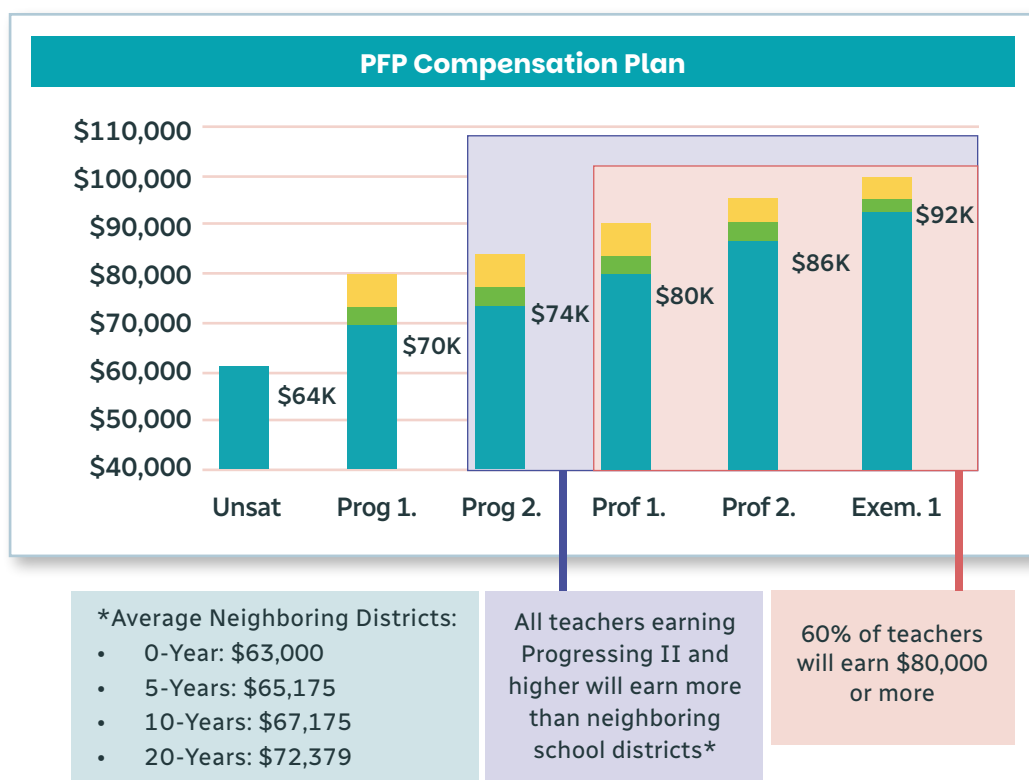 PFP Compensation Plan
$110,000
$100,000
$90,000
$80,000
$70,000
$60,000
$50,000
$40,000
$64K
$70K
$74K
$80K
$86K
$92K
Unsat
Prog 1.
Prog 2.
Prof 1.
Prof 2.
Exem. 1
*Average Neighboring Districts:
• 0-Year: $63,000
• 5-Years: $65,175
• 10-Years: $67,175
• 20-Years: $72,379
All teachers earning
Progressing II and
higher will earn more
than neighboring
school districts*
60% of teachers
will earn $80,000
or more